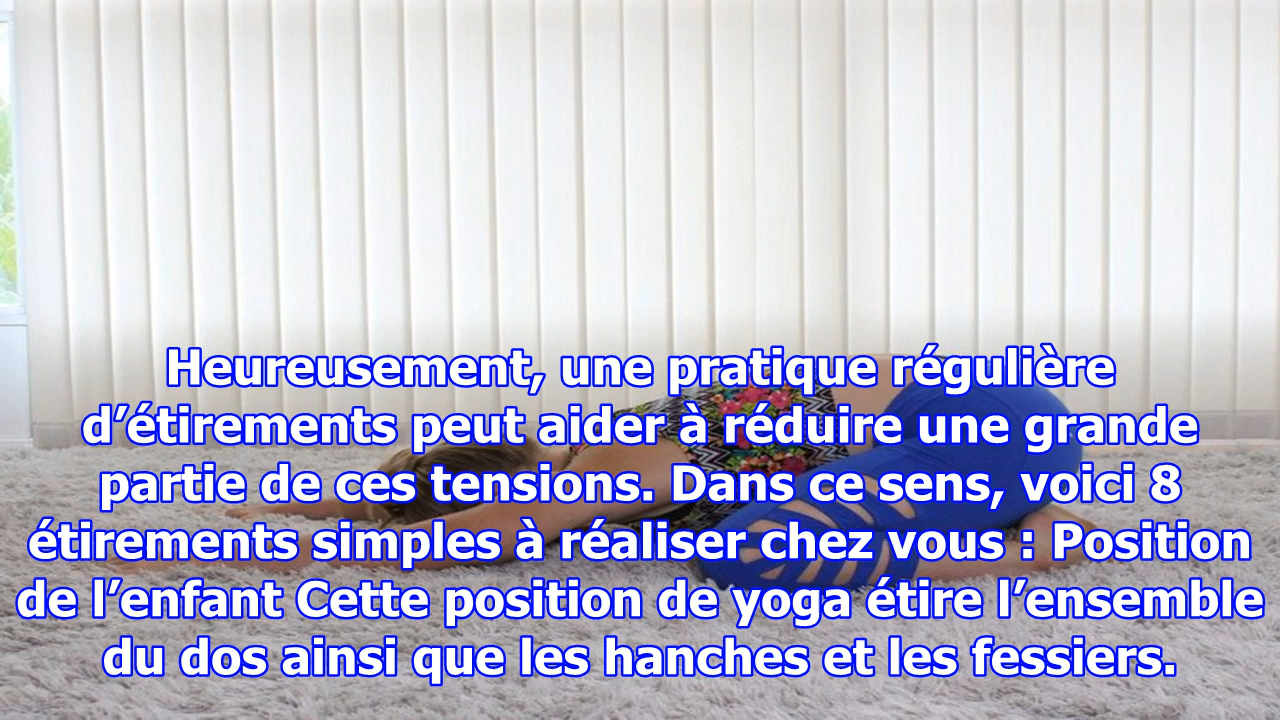 Heureusement, une pratique régulière
d’étirements peut aider à réduire une grande
partie de ces tensions. Dans ce sens, voici 8
étirements simples à réaliser chez vous : Position
de l’enfant Cette position de yoga étire l’ensemble
du dos ainsi que les hanches et les fessiers.